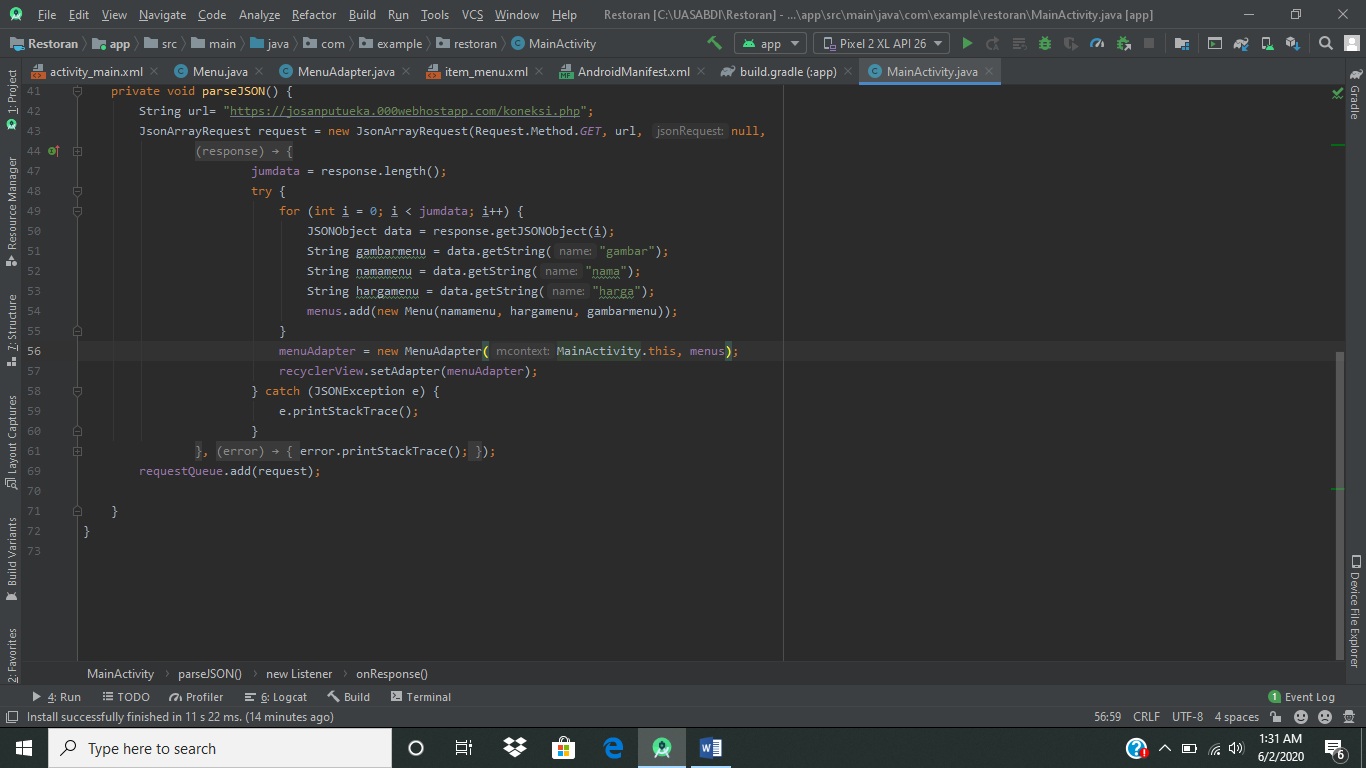 File Edit View Navigate Code Analyze Refactor Build Run Tools VCS Window Help Restoran [C:\UASABDI\Restoran] - ...\app\src\main\java\com\example\restoran\MainActivity.java [app]
Restoran app src main java com example restoran MainActivity app Pixel 2 XL API 26
activity_main.xml Menu.java MenuAdapter.java item_menu.xml AndroidManifest.xml build.gradle (:app) MainActivity.java
1: Project
Resource Manager
7: Structure
Layout Captures
Build Variants
2: Favorites
41 private void parseJSON() {
42 String url= "https://josanputueka.000webhostapp.com/koneksi.php";
43 JsonArrayRequest request = new JsonArrayRequest(Request.Method.GET, url, jsonRequest: null,
44 (response) → {
47 jumdata = response.length();
48 try {
49 for (int i = 0; i < jumdata; i++) {
50 JSONObject data = response.getJSONObject(i);
51 String gambarmenu = data.getString( name: "gambar");
52 String namamenu = data.getString( name: "nama");
53 String hargamenu = data.getString( name: "harga");
54 menus.add(new Menu(namamenu, hargamenu, gambarmenu));
55 }
56 menuAdapter = new MenuAdapter( mcontext: MainActivity.this, menus);
57 recyclerView.setAdapter(menuAdapter);
58 } catch (JSONException e) {
59 e.printStackTrace();
60 }
61 }, (error) → { error.printStackTrace(); });
69 requestQueue.add(request);
70
71 }
72 }
73
Gradle
Device File Explorer
MainActivity parseJSON() new Listener onResponse()
4: Run TODO Profiler 6: Logcat Build Terminal 1 Event Log
Install successfully finished in 11 s 22 ms. (14 minutes ago) 56:59 CRLF UTF-8 4 spaces
Type here to search
1:31 AM
6/2/2020
6